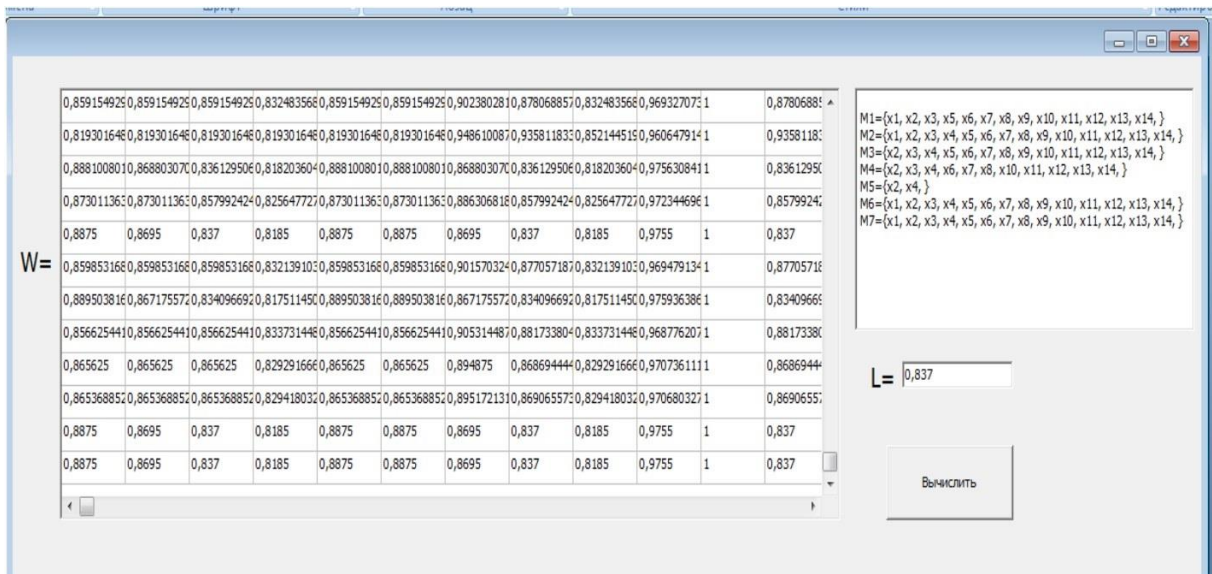 0,859154929 0,859154929 0,859154929 0,832483568 0,859154929 0,859154929 0,902380281 0,878068857 0,832483568 0,969327073 1 0,8780688
0,819301648 0,819301648 0,819301648 0,819301648 0,819301648 0,819301648 0,948610087 0,935811833 0,852144519 0,960647914 1 0,9358118
0,888100801 0,868803070 0,836129506 0,818203604 0,888100801 0,888100801 0,868803070 0,836129506 0,818203604 0,975630841 1 0,8361295
0,873011363 0,873011363 0,857992424 0,825647727 0,873011363 0,873011363 0,886306818 0,857992424 0,825647727 0,972344696 1 0,8579924
0,8875 0,8695 0,837 0,8185 0,8875 0,8875 0,8695 0,837 0,8185 0,9755 1 0,837
W=
0,859853168 0,859853168 0,859853168 0,832139103 0,859853168 0,859853168 0,901570324 0,877057187 0,832139103 0,969479134 1 0,8770571
0,889503816 0,867175572 0,834096692 0,817511450 0,889503816 0,889503816 0,867175572 0,834096692 0,817511450 0,975936386 1 0,8340966
0,856625441 0,856625441 0,856625441 0,833731448 0,856625441 0,856625441 0,905314487 0,881733804 0,833731448 0,968776207 1 0,8817338
0,865625 0,865625 0,865625 0,829291666 0,865625 0,865625 0,894875 0,868694444 0,829291666 0,970736111 1 0,8686944
0,865368852 0,865368852 0,865368852 0,829418032 0,865368852 0,865368852 0,895172131 0,869065573 0,829418032 0,970680327 1 0,8690655
0,8875 0,8695 0,837 0,8185 0,8875 0,8875 0,8695 0,837 0,8185 0,9755 1 0,837
0,8875 0,8695 0,837 0,8185 0,8875 0,8875 0,8695 0,837 0,8185 0,9755 1 0,837
M1={x1, x2, x3, x5, x6, x7, x8, x9, x10, x11, x12, x13, x14, }
M2={x1, x2, x3, x4, x5, x6, x7, x8, x9, x10, x11, x12, x13, x14, }
M3={x2, x3, x4, x5, x6, x7, x8, x9, x10, x11, x12, x13, x14, }
M4={x2, x3, x4, x6, x7, x8, x10, x11, x12, x13, x14, }
M5={x2, x4, }
M6={x1, x2, x3, x4, x5, x6, x7, x8, x9, x10, x11, x12, x13, x14, }
M7={x1, x2, x3, x4, x5, x6, x7, x8, x9, x10, x11, x12, x13, x14, }
L= 0,837
Вычислить